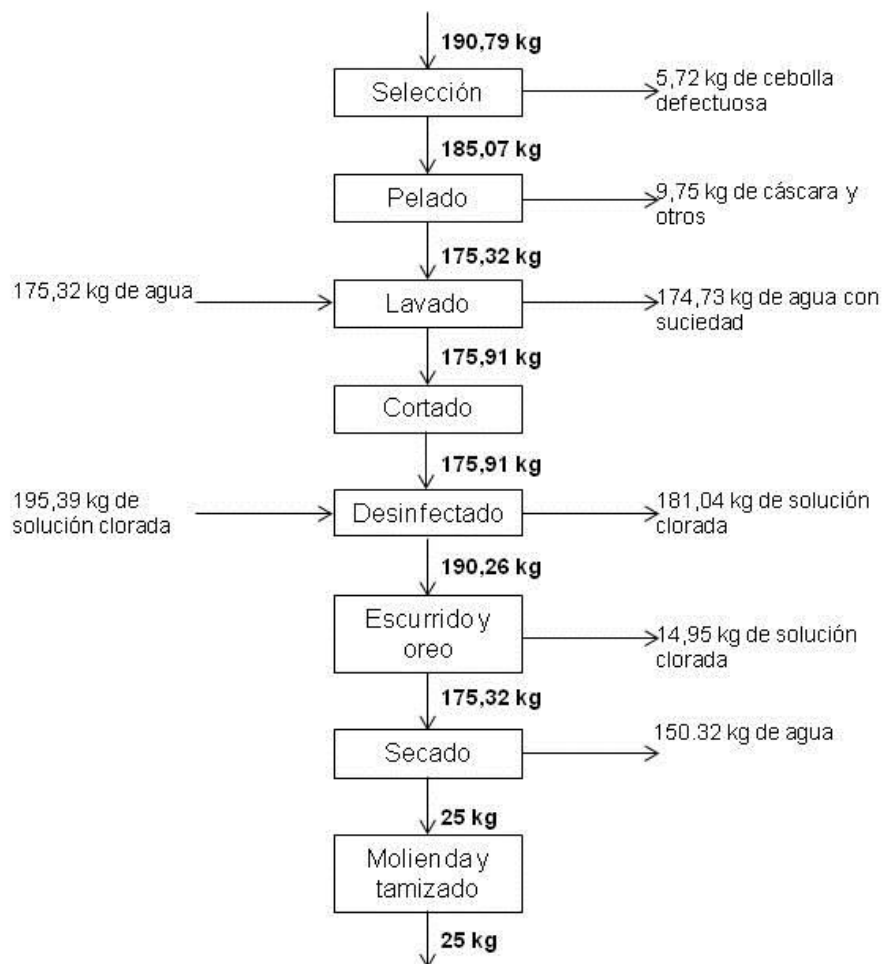 190,79 kg
Selección
5,72 kg de cebolla
defectuosa
185,07 kg
Pelado
9,75 kg de cáscara y
otros
175,32 kg
175,32 kg de agua
Lavado
174,73 kg de agua con
suciedad
175,91 kg
Cortado
175,91 kg
195,39 kg de
solución clorada
Desinfectado
181,04 kg de solución
clorada
190,26 kg
Escurrido y
oreo
14,95 kg de solución
clorada
175,32 kg
Secado
150.32 kg de agua
25 kg
Molienda y
tamizado
25 kg